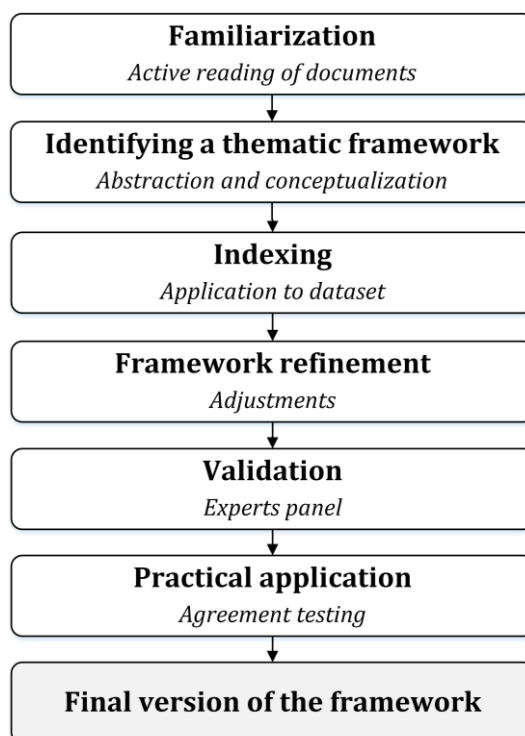 Familiarization
Active reading of documents
Identifying a thematic framework
Abstraction and conceptualization
Indexing
Application to dataset
Framework refinement
Adjustments
Validation
Experts panel
Practical application
Agreement testing
Final version of the framework